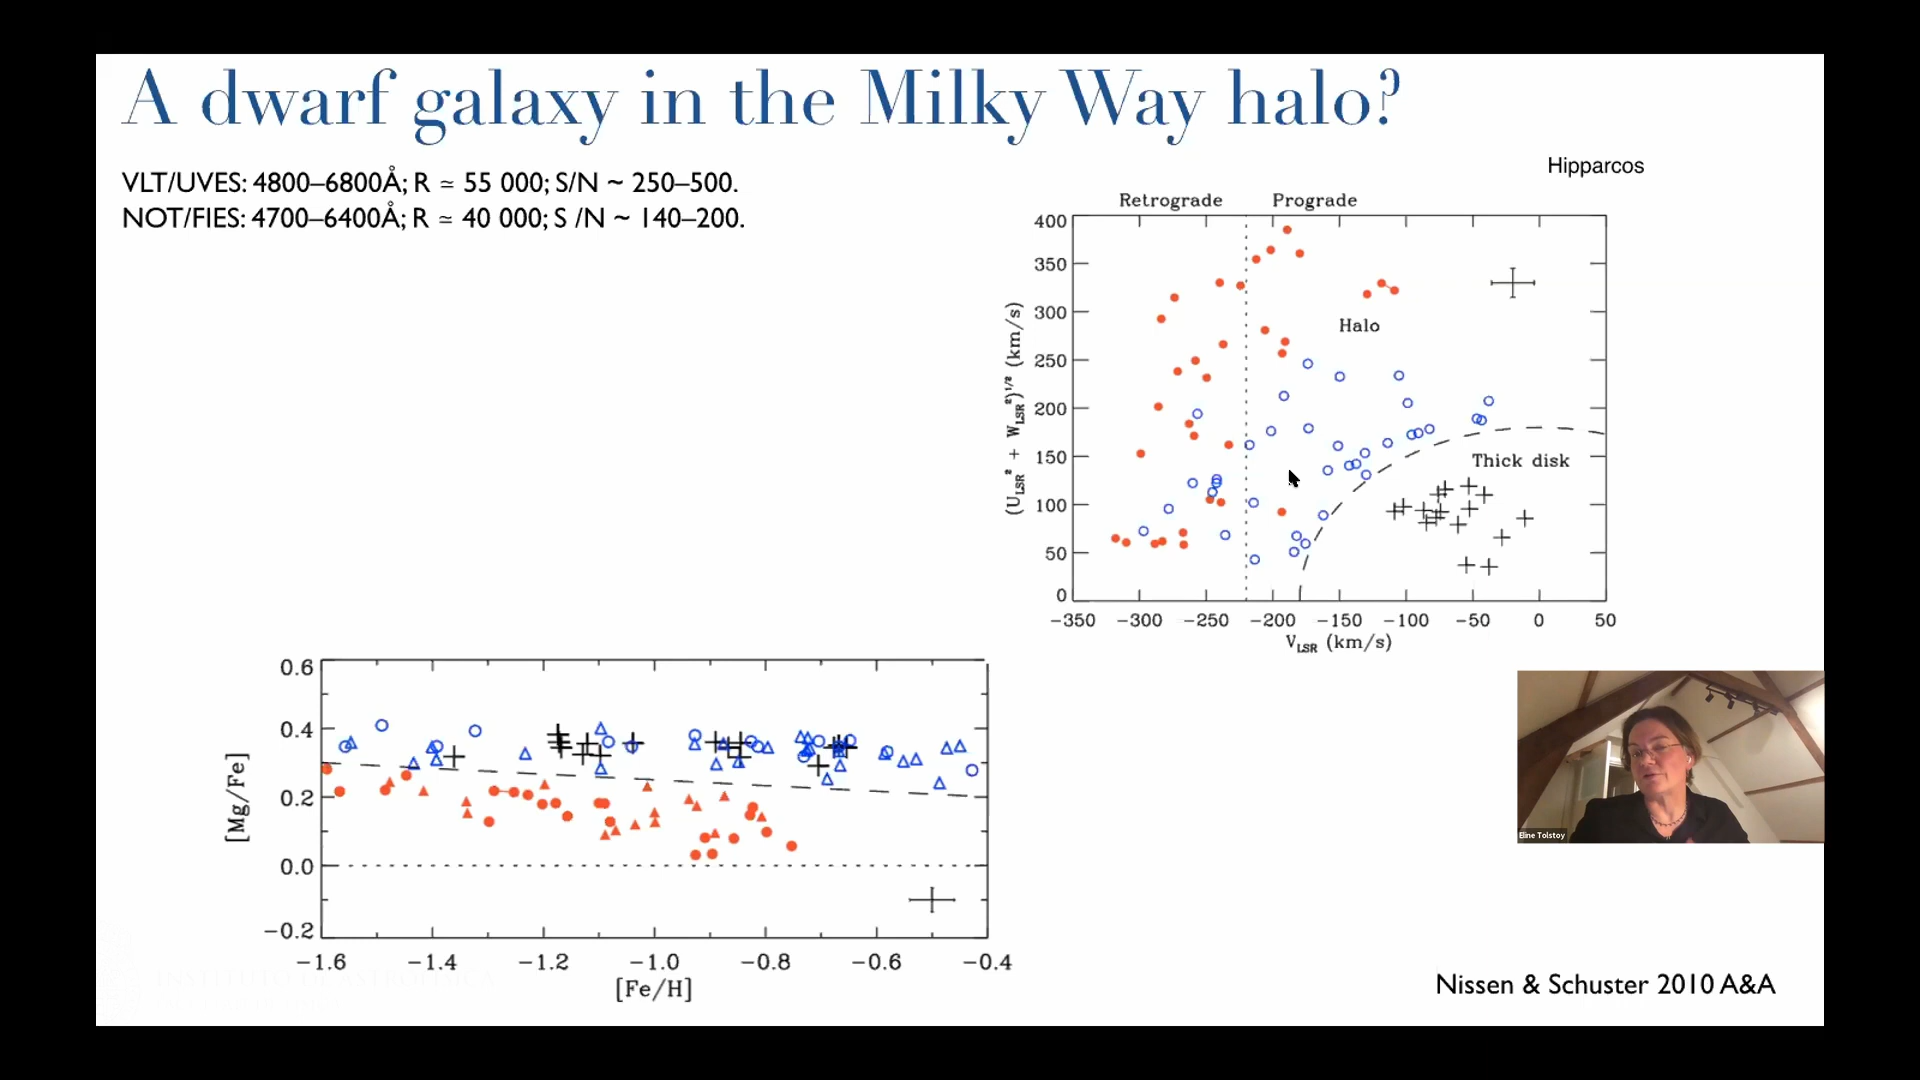 A dwarf galaxy in the Milky Way halo?
VLT/UVES: 4800–6800Å; R ≃ 55 000; S/N ~ 250–500.
NOT/FIES: 4700–6400Å; R ≃ 40 000; S /N ~ 140–200.
Hipparcos
Retrograde Prograde
400
350
300
250
200
150
100
50
0
(U_LSR² + W_LSR²)^1/2 (km/s)
Halo
Thick disk
−350 −300 −250 −200 −150 −100 −50 0 50
V_LSR (km/s)
0.6
0.4
0.2
0.0
−0.2
[Mg/Fe]
−1.6 −1.4 −1.2 −1.0 −0.8 −0.6 −0.4
[Fe/H]
Eline Tolstoy
Nissen & Schuster 2010 A&A